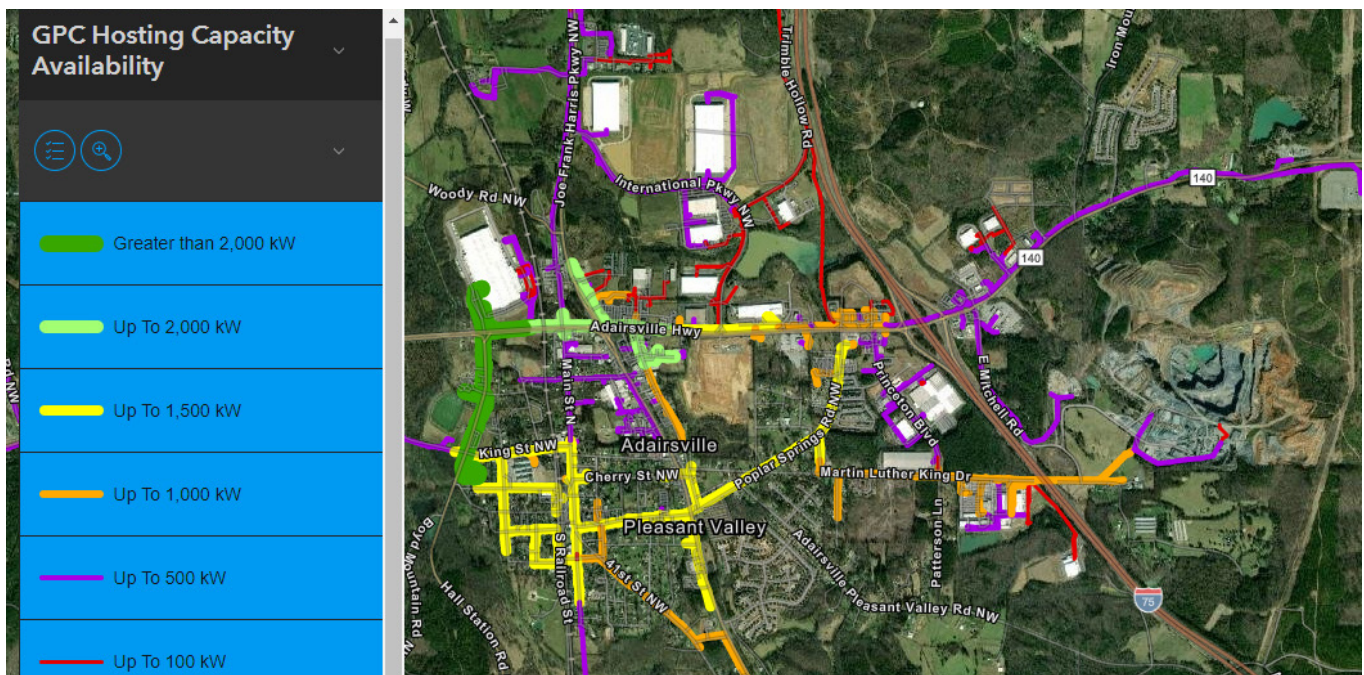 GPC Hosting Capacity
Availability
Greater than 2,000 kW
Up To 2,000 kW
Up To 1,500 kW
Up To 1,000 kW
Up To 500 kW
Up To 100 kW
Joe Frank Harris Pkwy NW
Trimble Hollow Rd
Iron Mou
International Pkwy NW
Woody Rd NW
140
140
Adairsville Hwy
Main St N
Princeton Blvd
E Mitchell Rd
Rd NW
King St NW
Adairsville
Cherry St NW
Poplar Springs Rd NW
Martin Luther King Dr
Pleasant Valley
Boyd Mountain Rd
Hall Station Rd
S Railroad St
41st St NW
Adairsville Pleasant Valley Rd NW
Patterson Ln
75